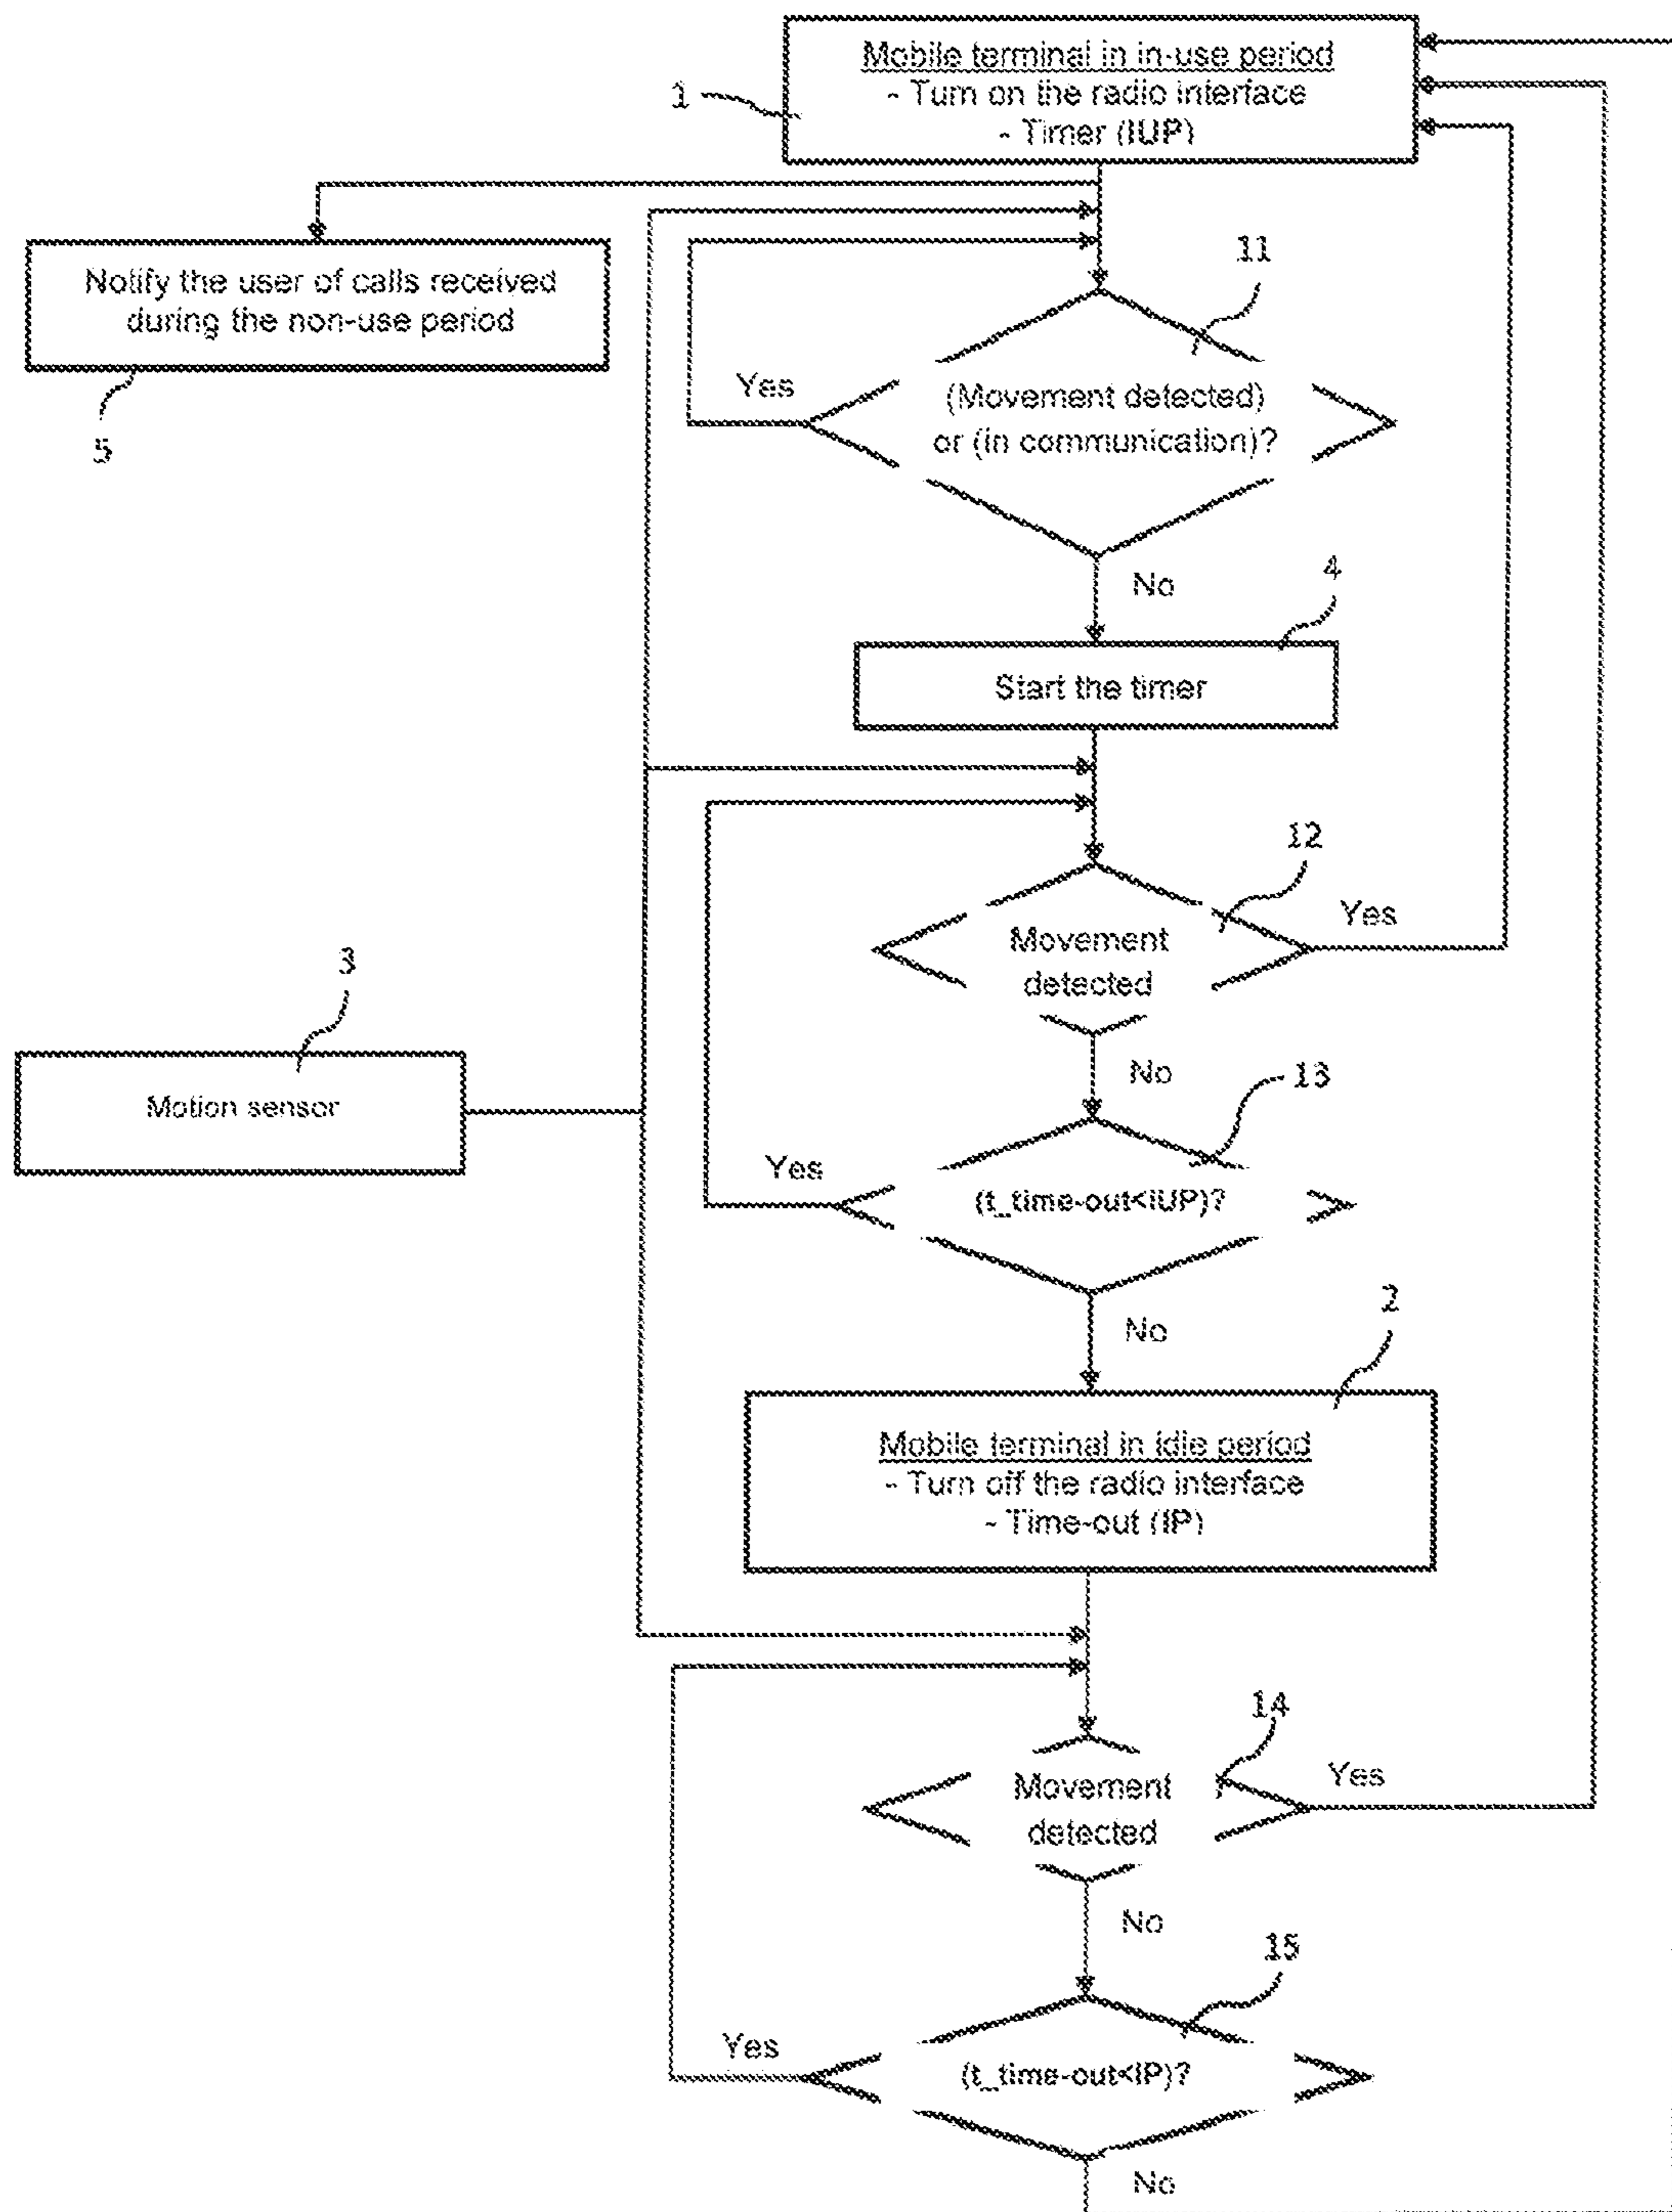 Mobile terminal in in-use period
- Turn on the radio interface
- Timer (IUP)
1
Notify the user of calls received
during the non-use period
5
11
Yes
(Movement detected)
or (in communication)?
No
4
Start the timer
12
Yes
Movement
detected
3
Motion sensor
No
13
Yes
(t_time-out<IUP)?
No
2
Mobile terminal in idle period
- Turn off the radio interface
- Time-out (IP)
14
Yes
Movement
detected
No
15
Yes
(t_time-out<IP)?
No